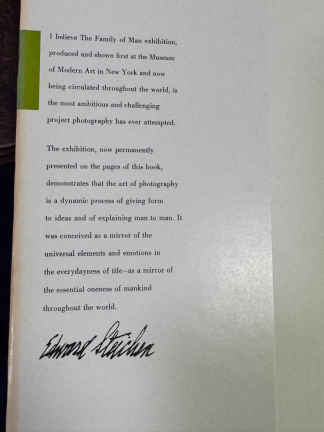 I believe The Family of Man exhibition,
produced and shown first at the Museum
of Modern Art in New York and now
being circulated throughout the world, is
the most ambitious and challenging
project photography has ever attempted.
The exhibition, now permanently
presented on the pages of this book,
demonstrates that the art of photography
is a dynamic process of giving form
to ideas and of explaining man to man. It
was conceived as a mirror of the
universal elements and emotions in
the everydayness of life—as a mirror of
the essential oneness of mankind
throughout the world.
Edward Steichen